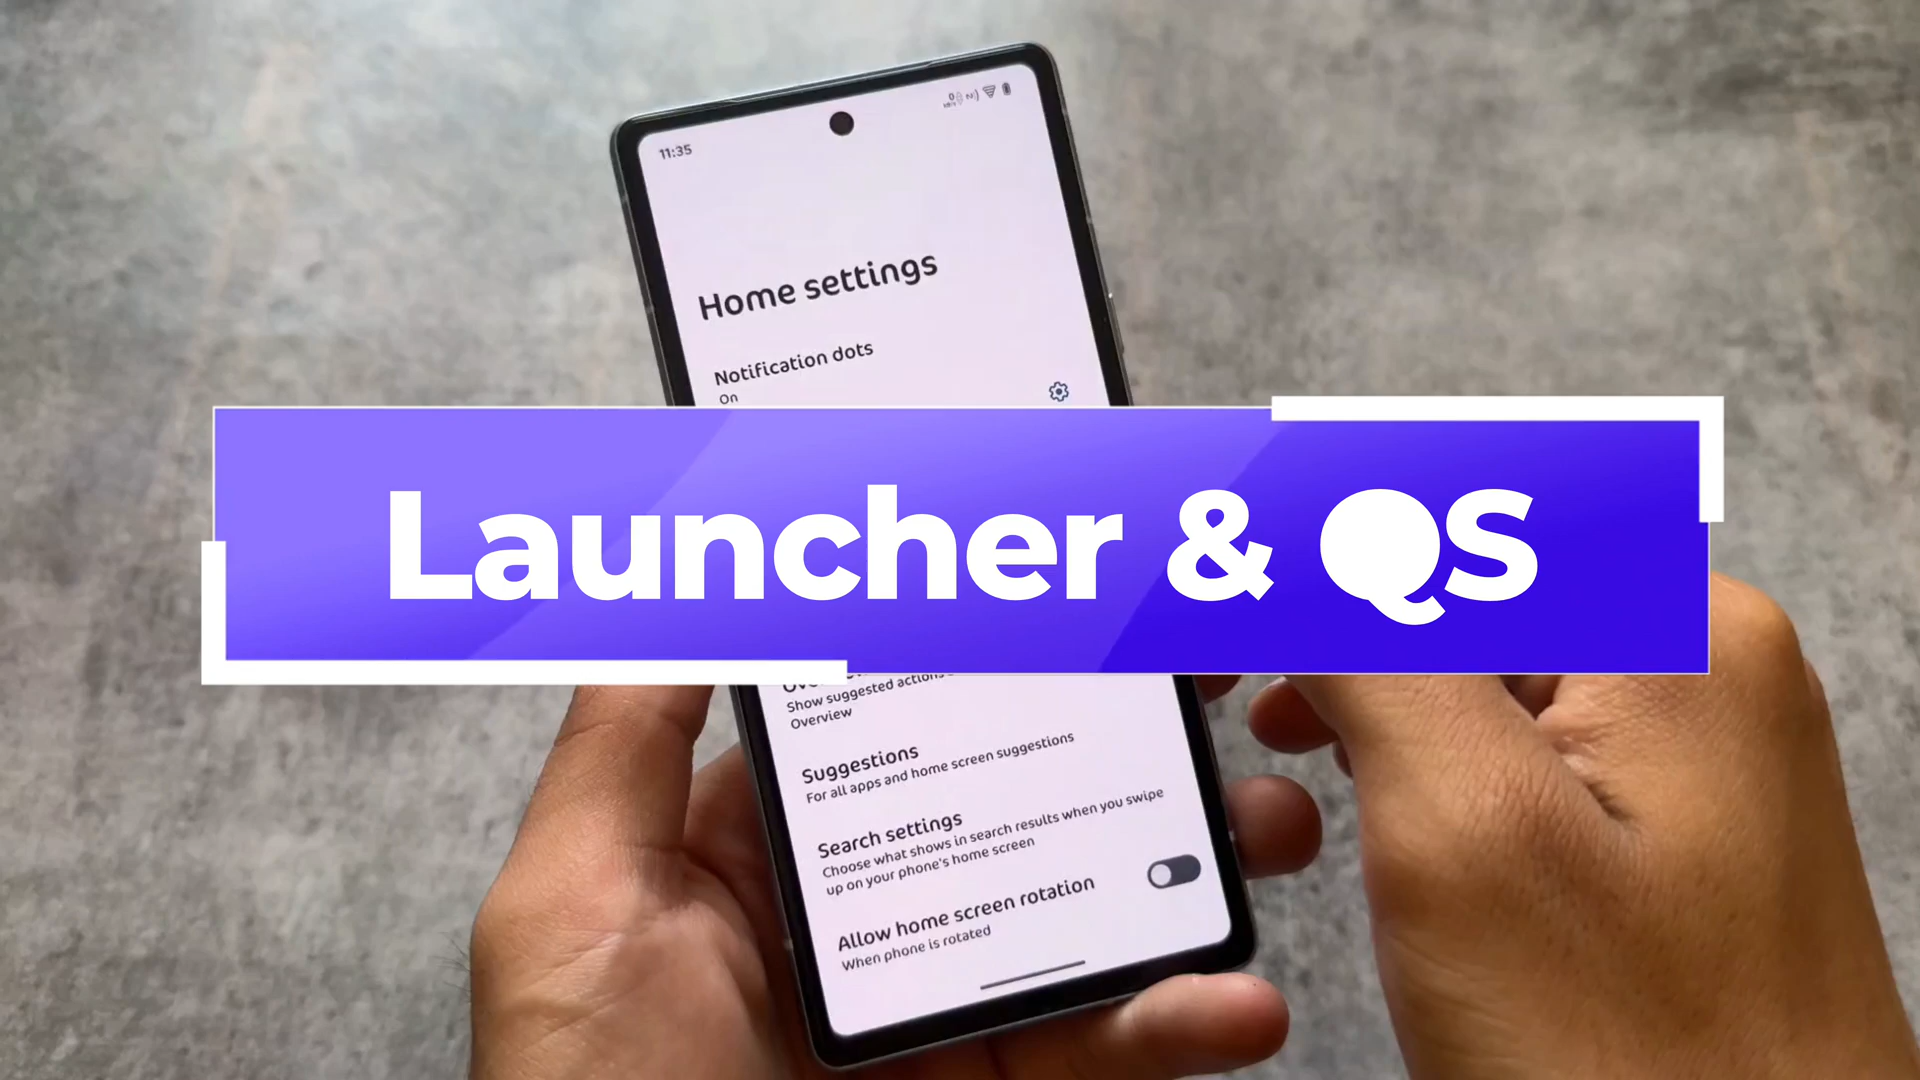 11:35
Home settings
Notification dots
On
Launcher & QS
Show suggested actions
Overview
Suggestions
For all apps and home screen suggestions
Search settings
Choose what shows in search results when you swipe
up on your phone's home screen
Allow home screen rotation
When phone is rotated